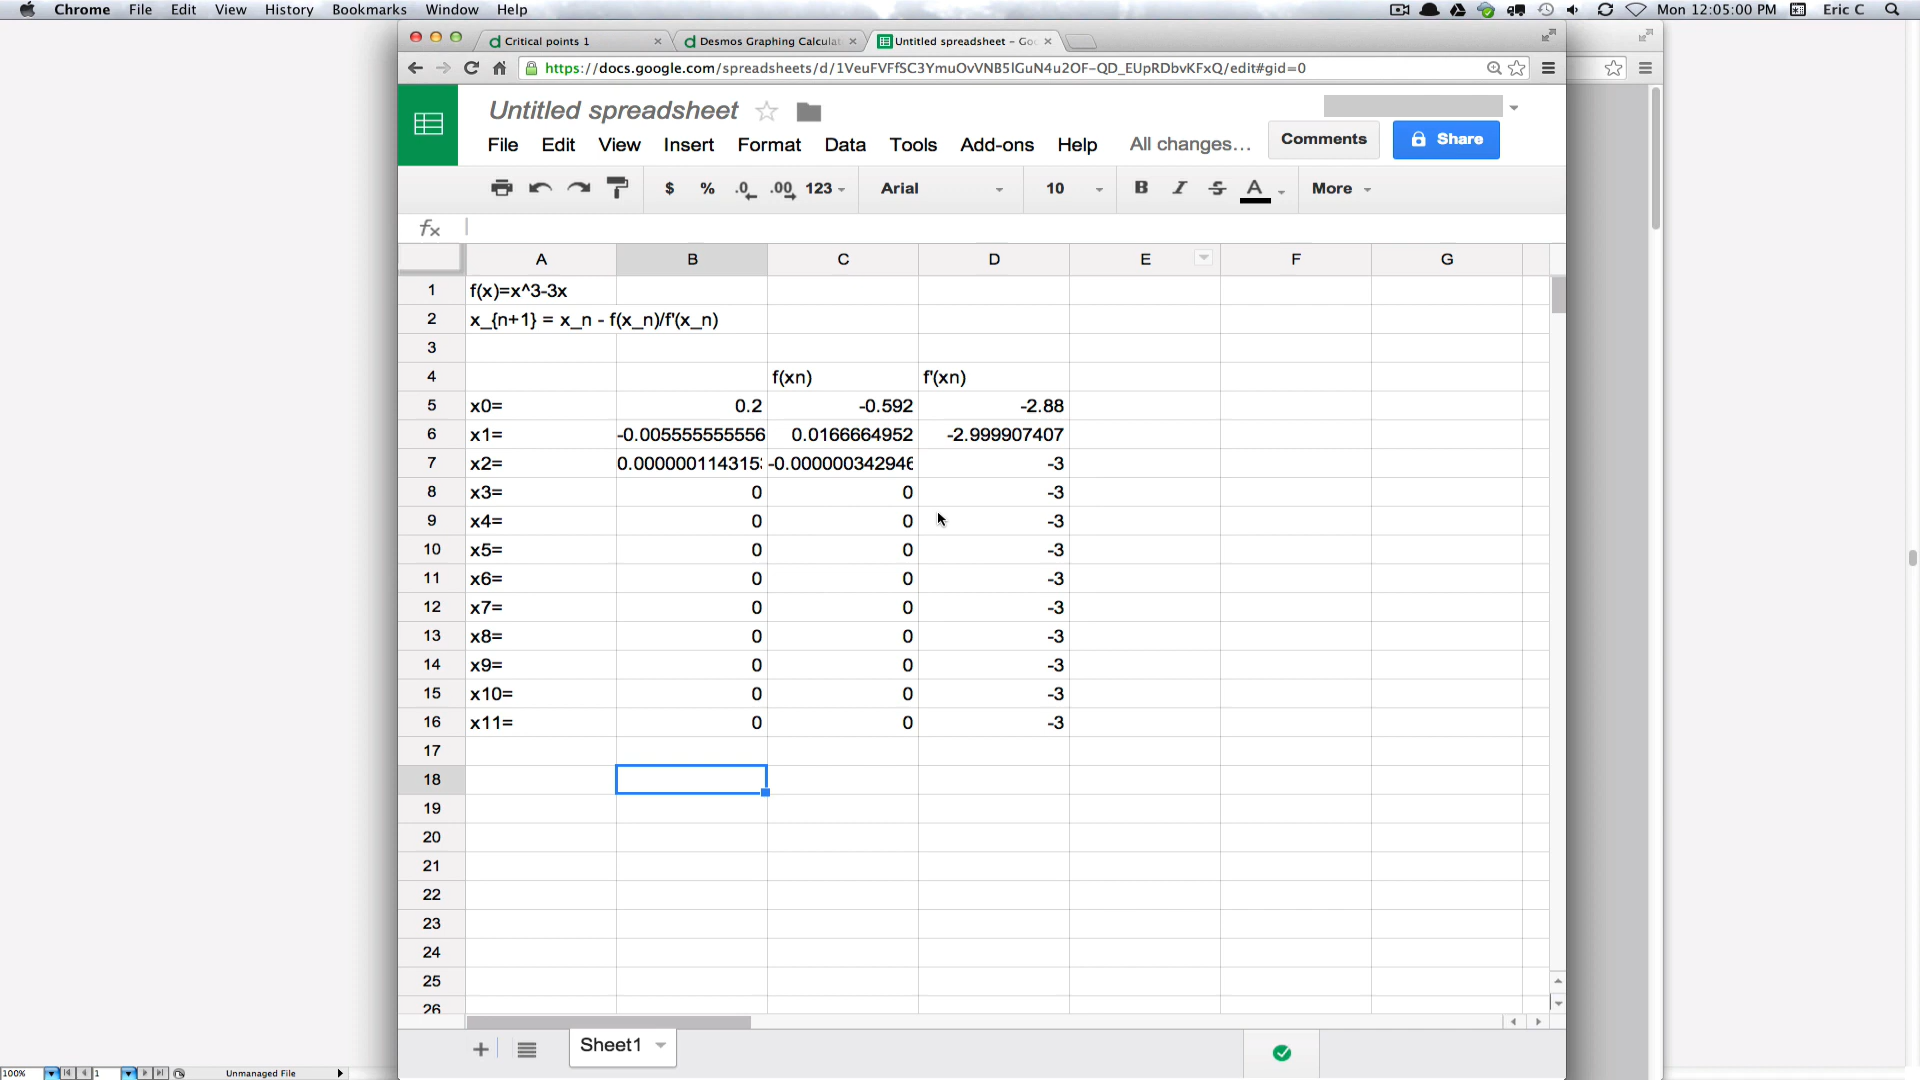 Chrome File Edit View History Bookmarks Window Help Mon 12:05:00 PM Eric C
Critical points 1 Desmos Graphing Calculat Untitled spreadsheet – Goo
https://docs.google.com/spreadsheets/d/1VeuFVFfSC3YmuOvVNB5lGuN4u2OF-QD_EUpRDbvKFxQ/edit#gid=0
Untitled spreadsheet
File Edit View Insert Format Data Tools Add-ons Help All changes... Comments Share
$ % .0 .00 123 Arial 10 B I S A More
fx
A B C D E F G
1 f(x)=x^3-3x
2 x_{n+1} = x_n - f(x_n)/f'(x_n)
3
4 f(xn) f'(xn)
5 x0= 0.2 -0.592 -2.88
6 x1= -0.005555555556 0.0166664952 -2.999907407
7 x2= 0.000000114315 -0.000000342946 -3
8 x3= 0 0 -3
9 x4= 0 0 -3
10 x5= 0 0 -3
11 x6= 0 0 -3
12 x7= 0 0 -3
13 x8= 0 0 -3
14 x9= 0 0 -3
15 x10= 0 0 -3
16 x11= 0 0 -3
17
18
19
20
21
22
23
24
25
26
Sheet1
100% 1 Unmanaged File